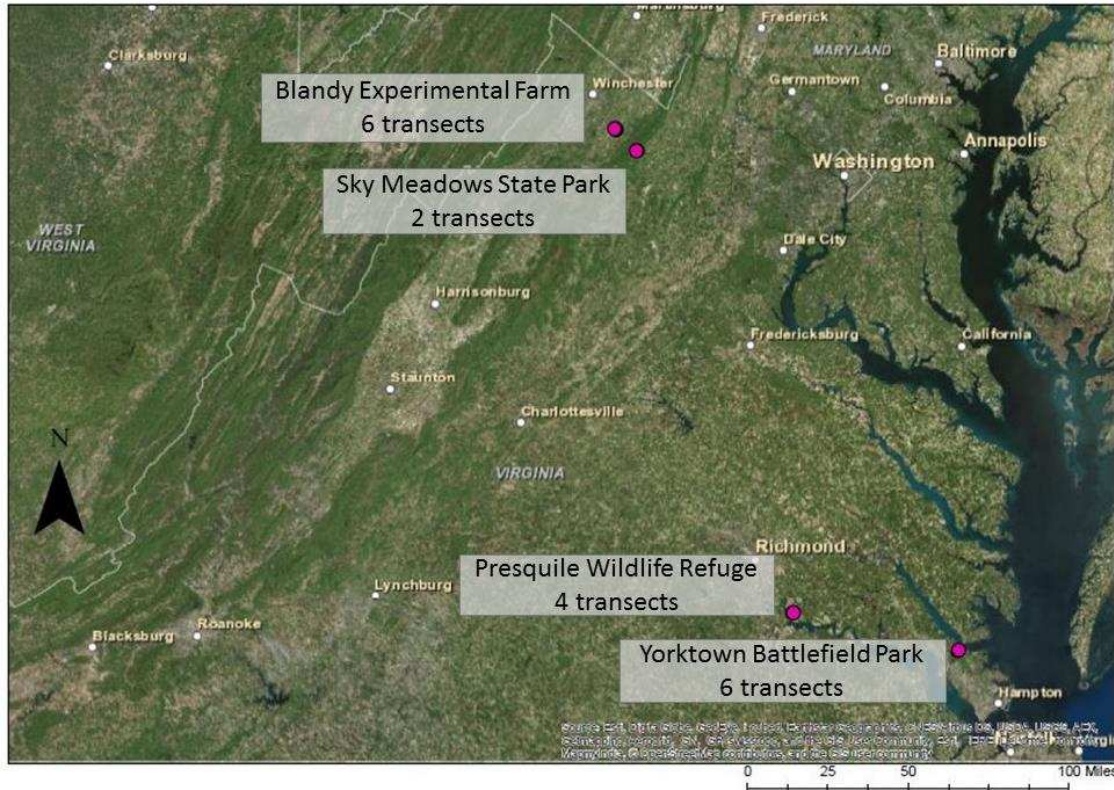 Clarksburg
Frederick
MARYLAND
Baltimore
Winchester
Germantown
Columbia
Blandy Experimental Farm
6 transects
Annapolis
Washington
Sky Meadows State Park
2 transects
WEST
VIRGINIA
Dale City
Harrisonburg
Fredericksburg
California
Staunton
Charlottesville
N
VIRGINIA
Richmond
Presquile Wildlife Refuge
4 transects
Lynchburg
Roanoke
Blacksburg
Yorktown Battlefield Park
6 transects
Hampton
0 25 50 100 Miles